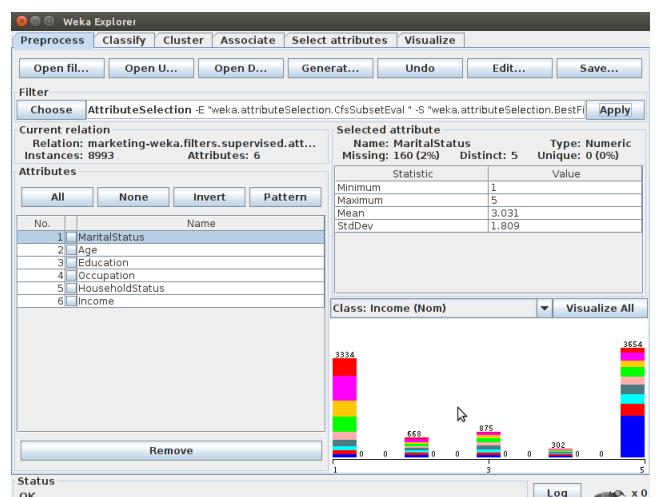 Weka Explorer
Preprocess Classify Cluster Associate Select attributes Visualize
Open fil... Open U... Open D... Generat... Undo Edit... Save...
Filter
Choose AttributeSelection -E "weka.attributeSelection.CfsSubsetEval " -S "weka.attributeSelection.BestFi Apply
Current relation
Relation: marketing-weka.filters.supervised.att...
Instances: 8993 Attributes: 6
Selected attribute
Name: MaritalStatus Type: Numeric
Missing: 160 (2%) Distinct: 5 Unique: 0 (0%)
Attributes
All None Invert Pattern
No. Name
1 MaritalStatus
2 Age
3 Education
4 Occupation
5 HouseholdStatus
6 Income
Remove
Statistic Value
Minimum 1
Maximum 5
Mean 3.031
StdDev 1.809
Class: Income (Nom) Visualize All
3334 0 0 668 0 0 875 0 0 302 0 0 3654
1 3 5
Status
OK
Log x 0